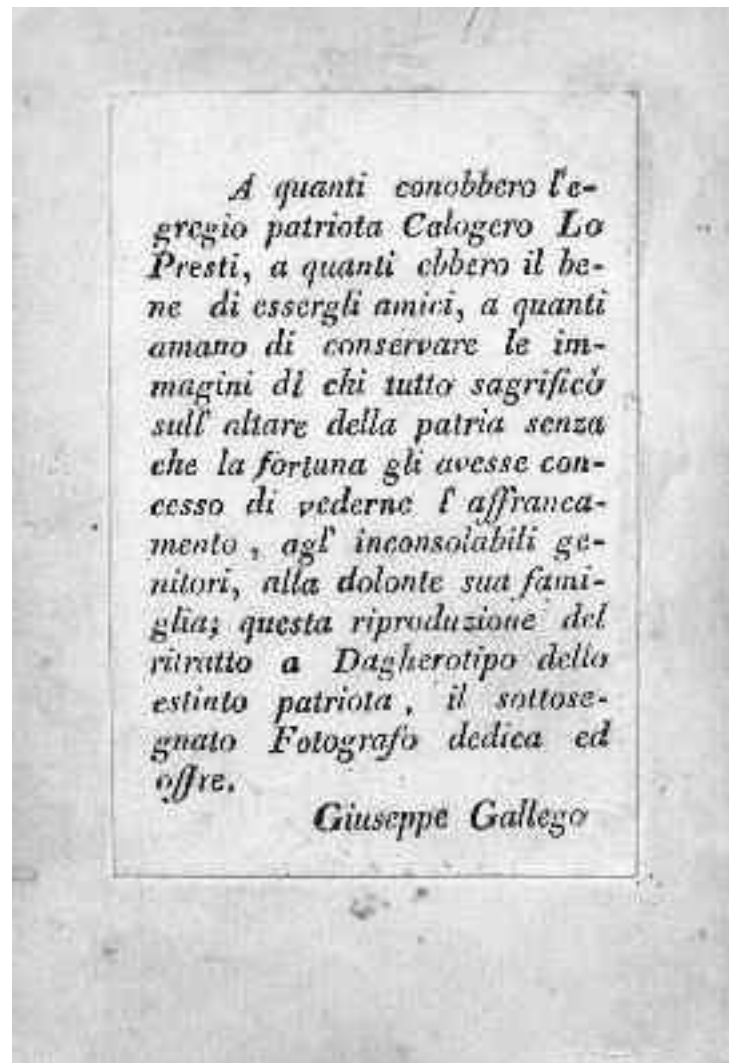 A quanti conobbero l'e-
gregio patriota Calogero Lo
Presti, a quanti ebbero il be-
ne di essergli amici, a quanti
amano di conservare le im-
magini di chi tutto sagrificò
sull' altare della patria senza
che la fortuna gli avesse con-
cesso di vederne l' affranca-
mento, agl' inconsolabili ge-
nitori, alla dolonte sua fami-
glia; questa riproduzione del
ritratto a Dagherotipo dello
estinto patriota, il sottose-
gnato Fotografo dedica ed
offre.
Giuseppe Gallego